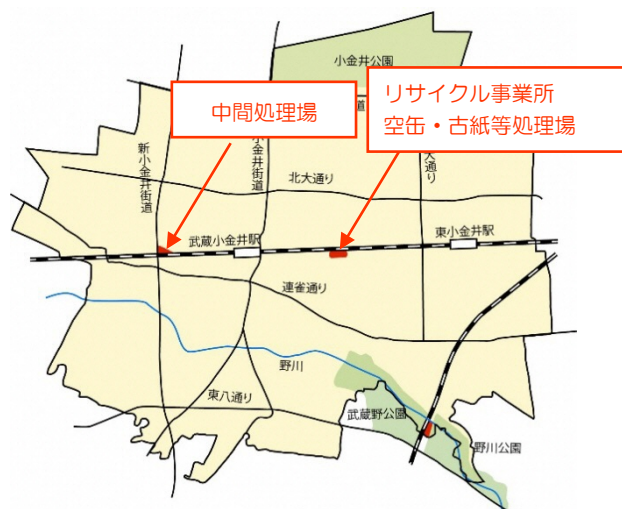 小金井公園
中間処理場
リサイクル事業所
空缶・古紙等処理場
道
新小金井街道
小金井街道
大通り
北大通り
武蔵小金井駅
東小金井駅
連雀通り
野川
東八通り
武蔵野公園
野川公園